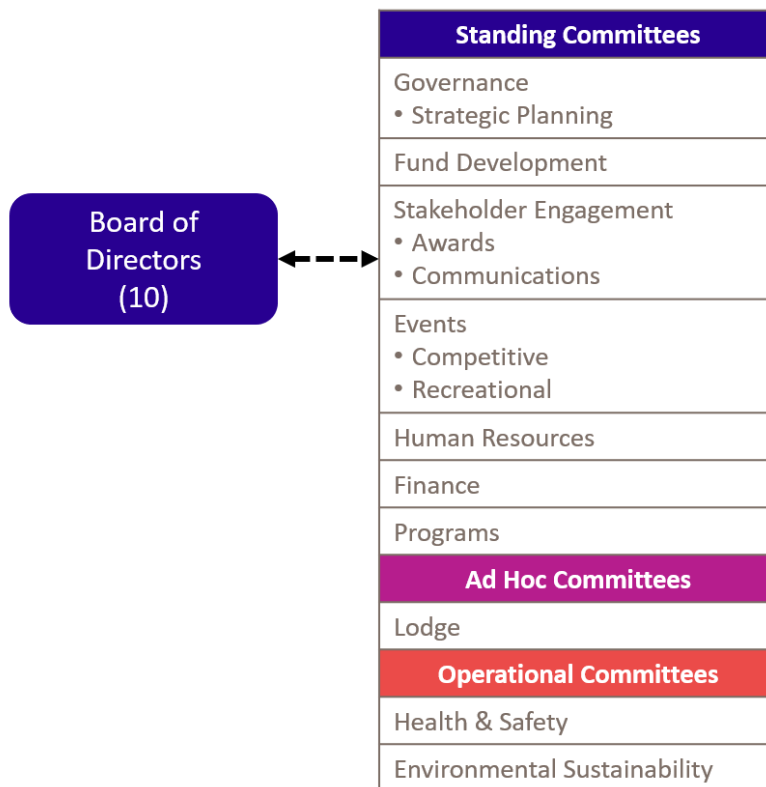 Board of
Directors
(10)
Standing Committees
Governance
• Strategic Planning
Fund Development
Stakeholder Engagement
• Awards
• Communications
Events
• Competitive
• Recreational
Human Resources
Finance
Programs
Ad Hoc Committees
Lodge
Operational Committees
Health & Safety
Environmental Sustainability